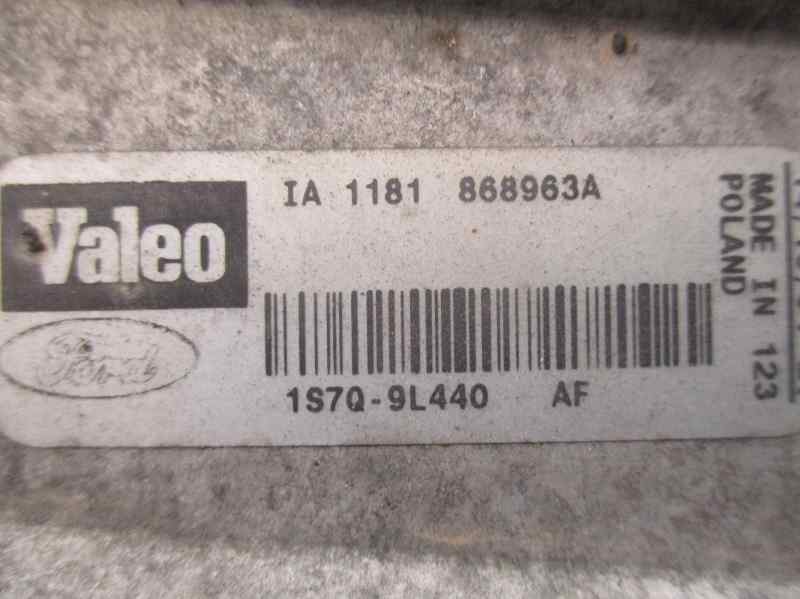 Valeo
IA 1181 868963A
Ford
1S7Q-9L440 AF
MADE IN 123
POLAND